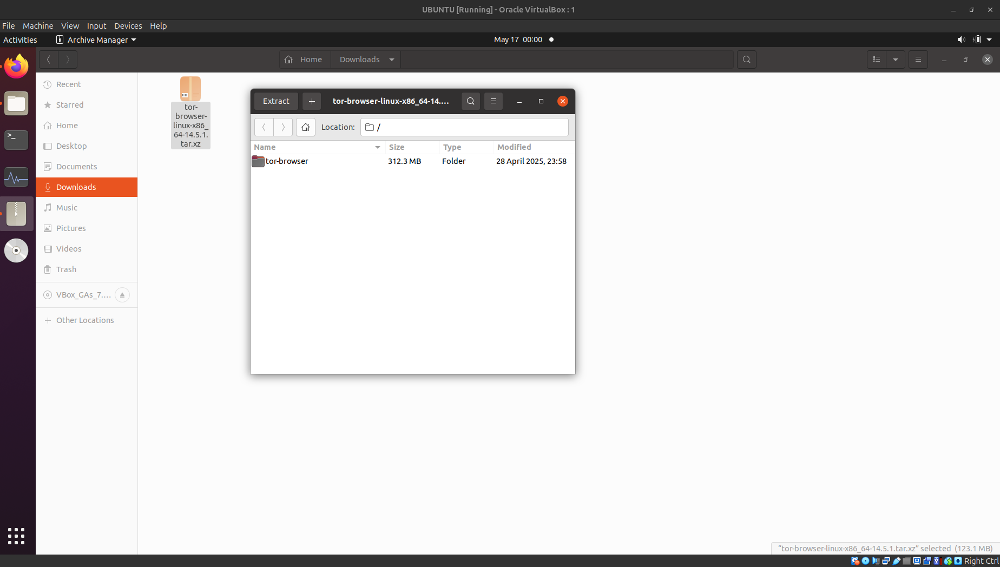 UBUNTU [Running] - Oracle VirtualBox : 1
File Machine View Input Devices Help
Activities Archive Manager May 17 00:00
Home Downloads
Recent
Starred
Home
Desktop
Documents
Downloads
Music
Pictures
Videos
Trash
VBox_GAs_7....
Other Locations
tor-
browser-
linux-x86_
64-14.5.1.
tar.xz
Extract + tor-browser-linux-x86_64-14....
Location: /
Name Size Type Modified
tor-browser 312.3 MB Folder 28 April 2025, 23:58
"tor-browser-linux-x86_64-14.5.1.tar.xz" selected (123.1 MB)
Right Ctrl